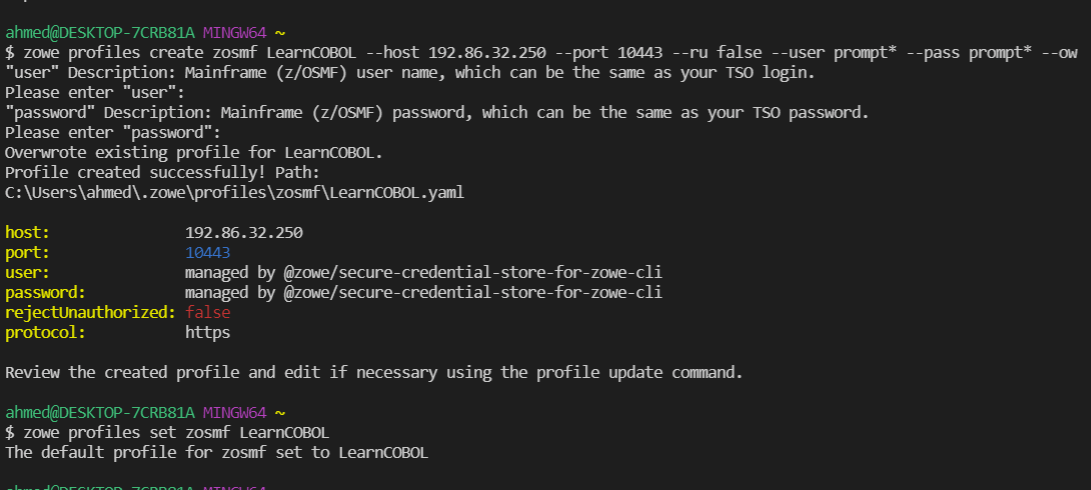 ahmed@DESKTOP-7CRB81A MINGW64 ~
$ zowe profiles create zosmf LearnCOBOL --host 192.86.32.250 --port 10443 --ru false --user prompt* --pass prompt* --ow
"user" Description: Mainframe (z/OSMF) user name, which can be the same as your TSO login.
Please enter "user":
"password" Description: Mainframe (z/OSMF) password, which can be the same as your TSO password.
Please enter "password":
Overwrote existing profile for LearnCOBOL.
Profile created successfully! Path:
C:\Users\ahmed\.zowe\profiles\zosmf\LearnCOBOL.yaml
host: 192.86.32.250
port: 10443
user: managed by @zowe/secure-credential-store-for-zowe-cli
password: managed by @zowe/secure-credential-store-for-zowe-cli
rejectUnauthorized: false
protocol: https
Review the created profile and edit if necessary using the profile update command.
ahmed@DESKTOP-7CRB81A MINGW64 ~
$ zowe profiles set zosmf LearnCOBOL
The default profile for zosmf set to LearnCOBOL
ahmed@DESKTOP-7CRB81A MINGW64